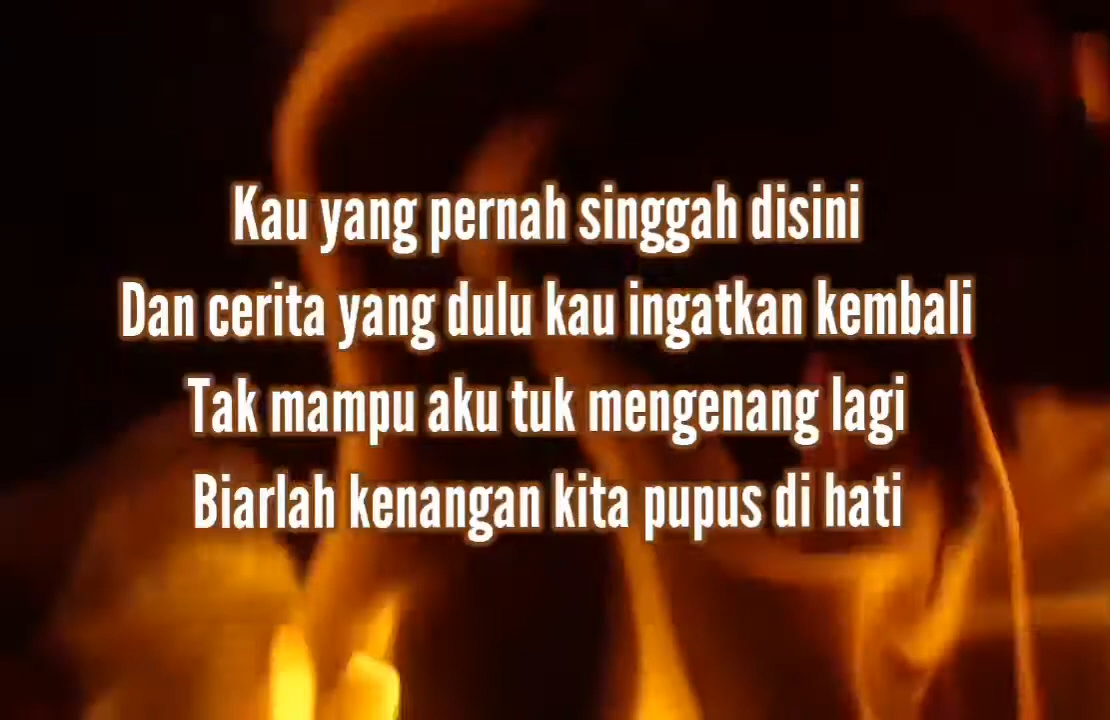 Kau yang pernah singgah disini
Dan cerita yang dulu kau ingatkan kembali
Tak mampu aku tuk mengenang lagi
Biarlah kenangan kita pupus di hati